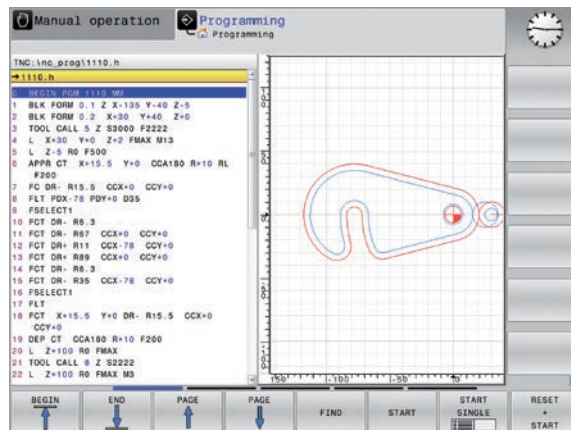 Manual operation
Programming
Programming
TNC:\nc_prog\1110.h
→1110.h
0 BEGIN PGM 1110 MM
1 BLK FORM 0.1 Z X-135 Y-40 Z-5
2 BLK FORM 0.2 X+30 Y+40 Z+0
3 TOOL CALL 5 Z S3000 F2222
4 L X+30 Y+0 Z+2 FMAX M13
5 L Z-5 R0 F500
6 APPR CT X+15.5 Y+0 CCA180 R+10 RL
F200
7 FC DR- R15.5 CCX+0 CCY+0
8 FLT PDX-78 PDY+0 D35
9 FSELECT1
10 FCT DR- R6.3
11 FCT DR- R67 CCX+0 CCY+0
12 FCT DR+ R11 CCX-78 CCY+0
13 FCT DR+ R89 CCX+0 CCY+0
14 FCT DR- R6.3
15 FCT DR- R35 CCX-78 CCY+0
16 FSELECT1
17 FLT
18 FCT X+15.5 Y+0 DR- R15.5 CCX+0
CCY+0
19 DEP CT CCA180 R+10 F200
20 L Z+100 R0 FMAX
21 TOOL CALL 8 Z S2222
22 L Z+100 R0 FMAX M3
BEGIN
END
PAGE
PAGE
FIND
START
START
SINGLE
RESET
+
START